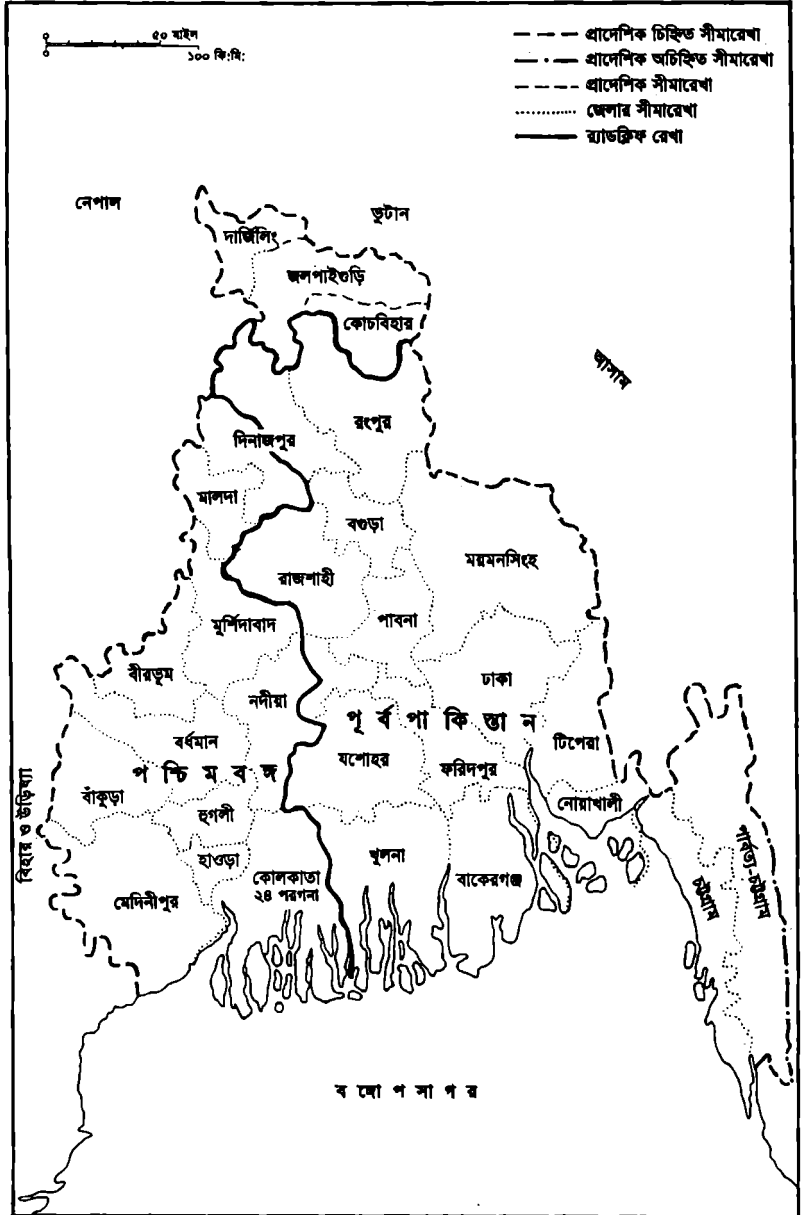 ৫০ মাইল
০
০
১০০ কি:মি:
প্রাদেশিক চিহ্নিত সীমারেখা
প্রাদেশিক অচিহ্নিত সীমারেখা
প্রাদেশিক সীমারেখা
জেলার সীমারেখা
র‍্যাডক্লিফ রেখা
নেপাল
ভুটান
দার্জিলিং
জলপাইগুড়ি
কোচবিহার
আসাম
রংপুর
দিনাজপুর
মালদা
বগুড়া
ময়মনসিংহ
রাজশাহী
পাবনা
মুর্শিদাবাদ
বীরভূম
ঢাকা
নদীয়া
পূর্ব পাকিস্তান
বর্ধমান
টিপেরা
যশোহর
ফরিদপুর
পশ্চিমবঙ্গ
বাঁকুড়া
হুগলী
নোয়াখালী
বিহার ও উড়িষ্যা
হাওড়া
খুলনা
কোলকাতা
২৪ পরগনা
বাকেরগঞ্জ
মেদিনীপুর
চট্টগ্রাম
পার্বত্য-চট্টগ্রাম
বঙ্গোপসাগর